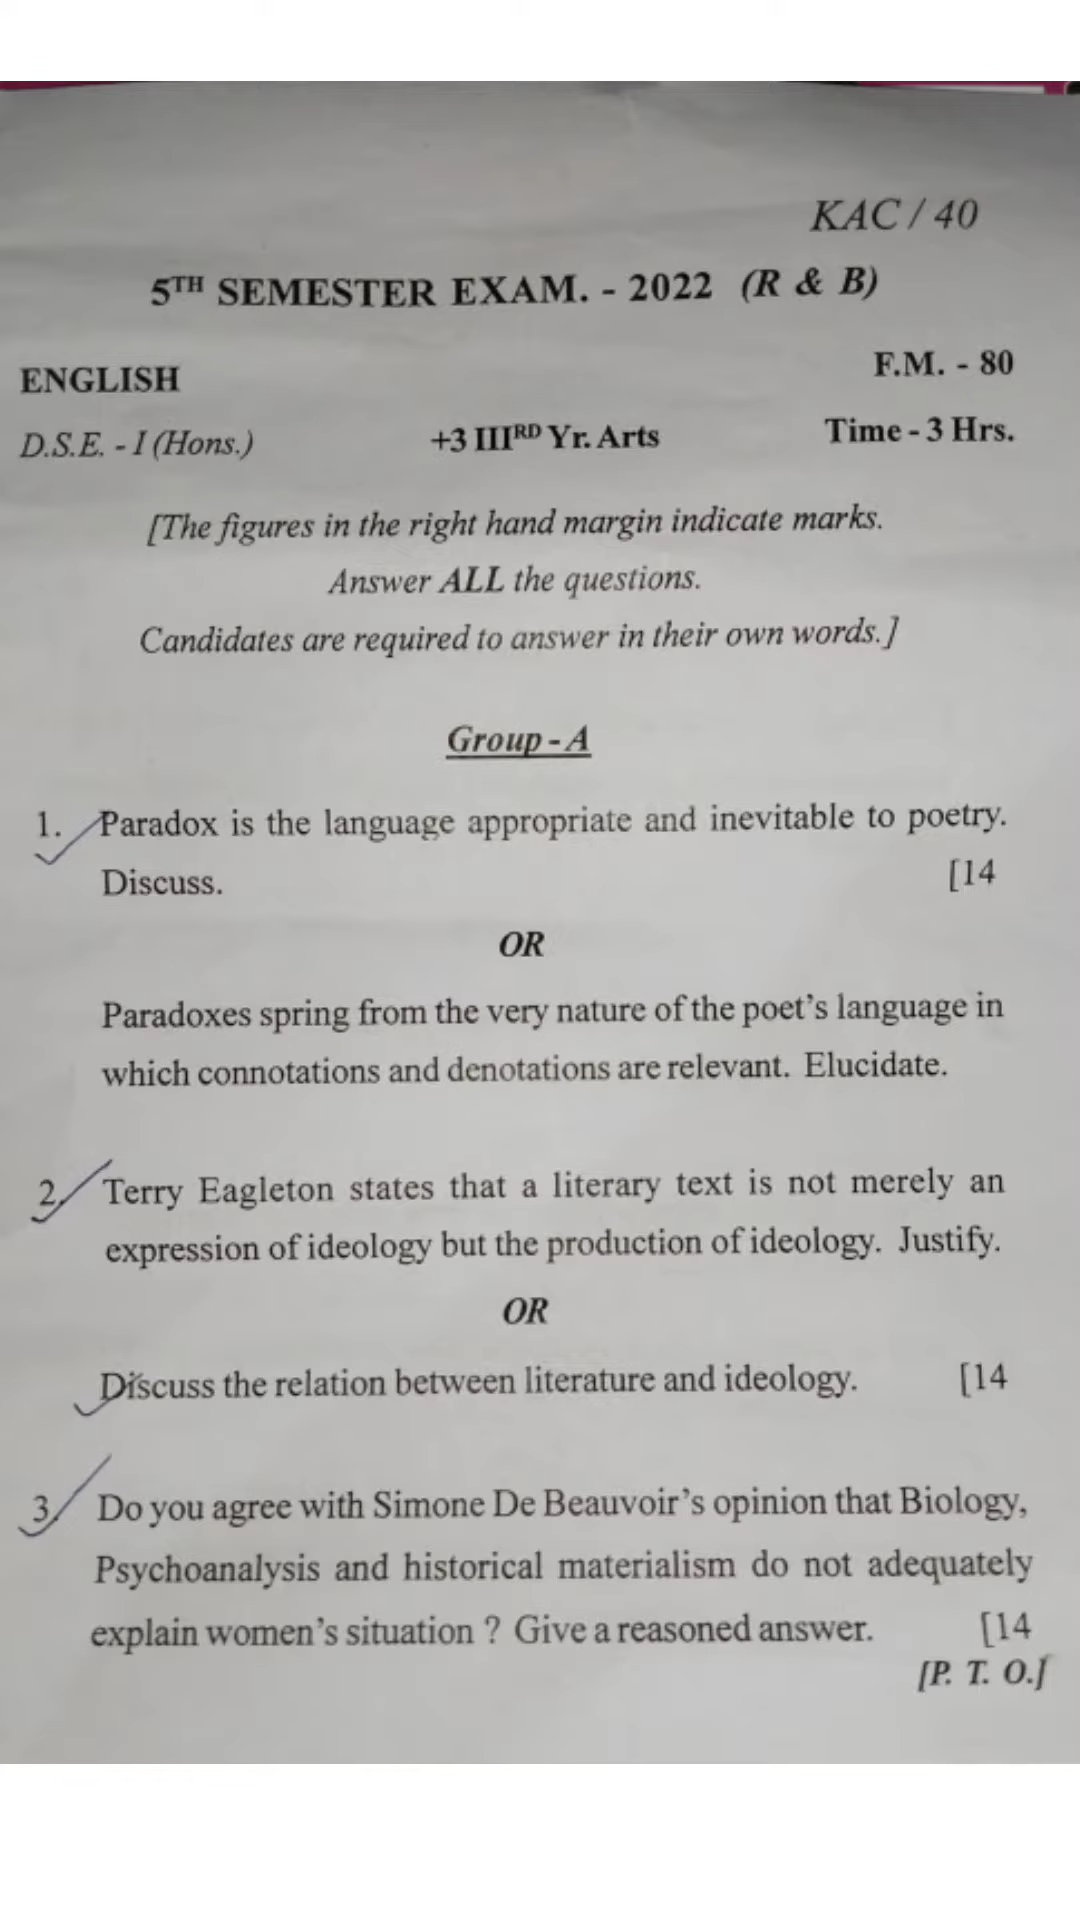 KAC / 40
5TH SEMESTER EXAM. - 2022 (R & B)
ENGLISH
F.M. - 80
D.S.E. - I (Hons.)
+3 IIIRD Yr. Arts
Time - 3 Hrs.
[The figures in the right hand margin indicate marks.
Answer ALL the questions.
Candidates are required to answer in their own words.]
Group - A
1. Paradox is the language appropriate and inevitable to poetry.
Discuss. [14
OR
Paradoxes spring from the very nature of the poet's language in
which connotations and denotations are relevant. Elucidate.
2. Terry Eagleton states that a literary text is not merely an
expression of ideology but the production of ideology. Justify.
OR
Discuss the relation between literature and ideology. [14
3. Do you agree with Simone De Beauvoir's opinion that Biology,
Psychoanalysis and historical materialism do not adequately
explain women's situation ? Give a reasoned answer. [14
[P. T. O.]